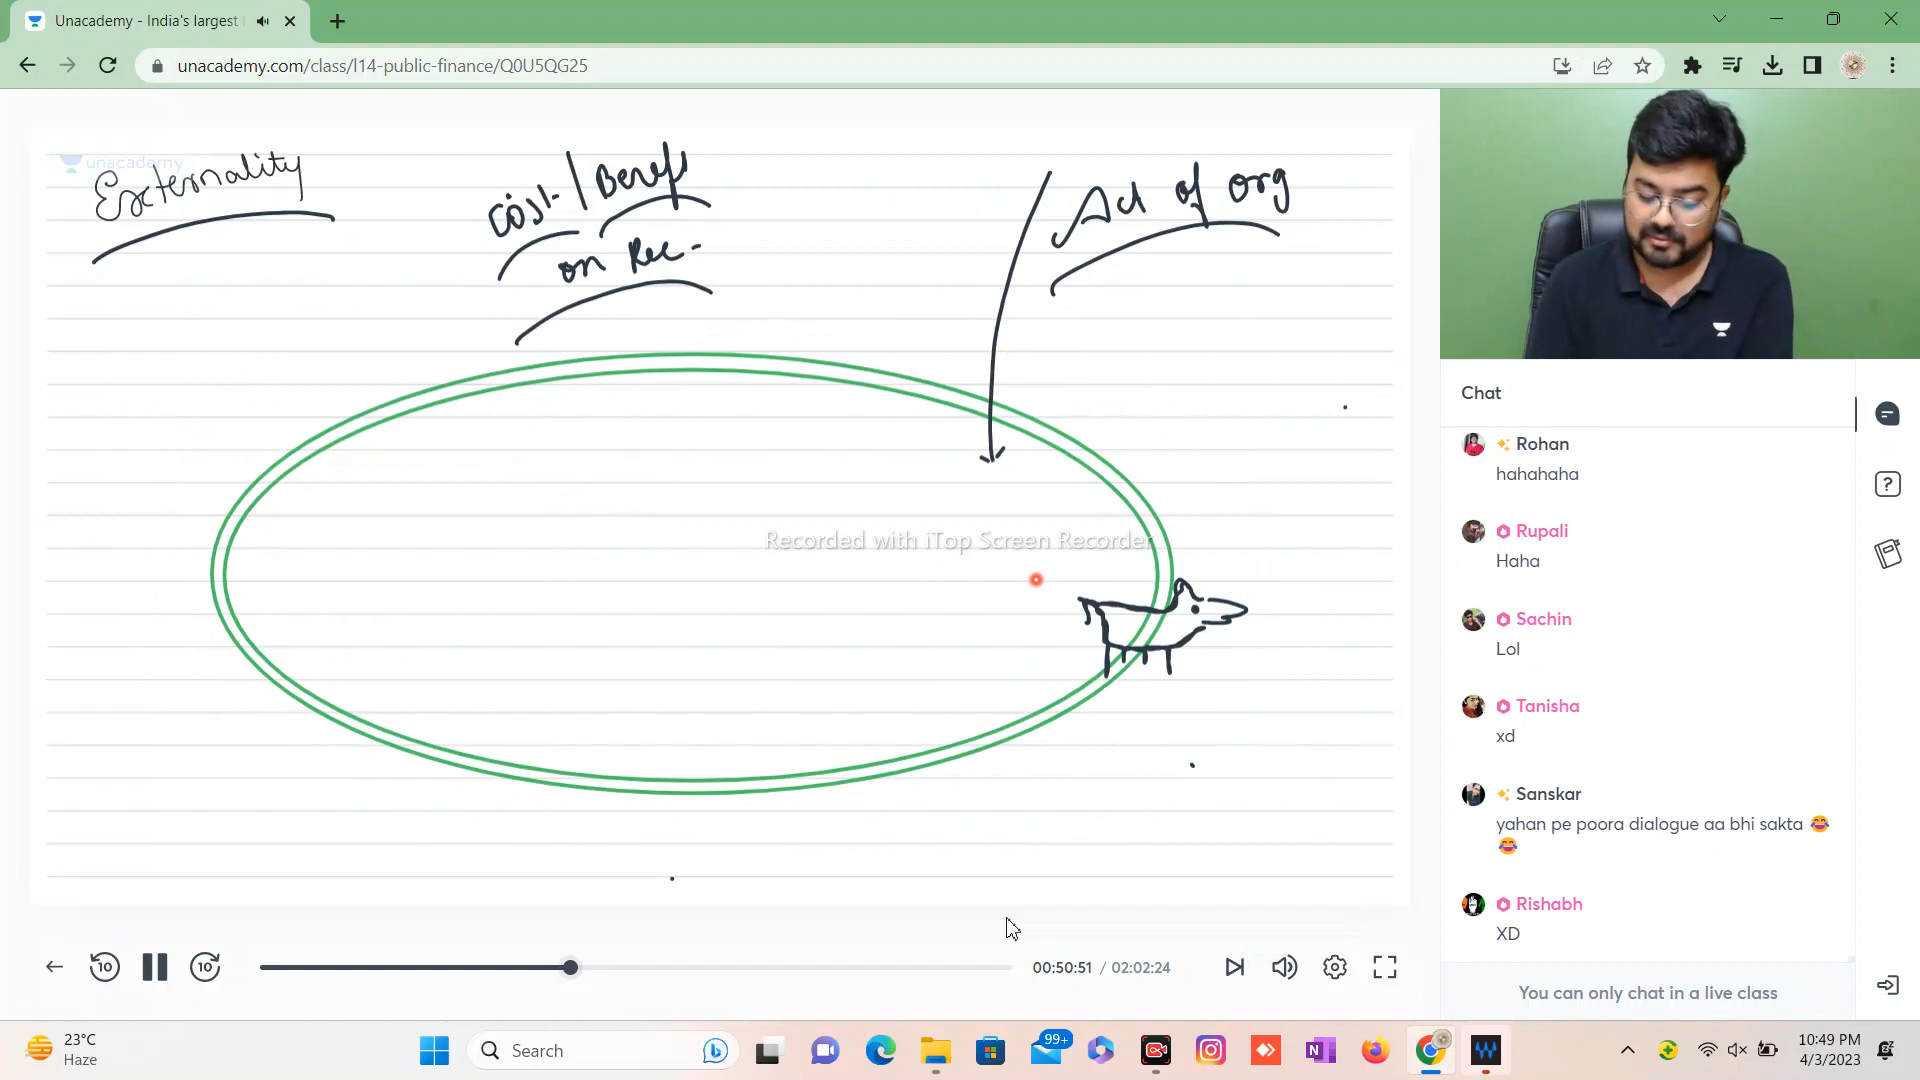 Unacademy - India's largest
unacademy.com/class/l14-public-finance/Q0U5QG25
unacademy
Externality
Cost / Benefit
on Rec-
Act of org
Recorded with iTop Screen Recorder
Chat
Rohan
hahahaha
Rupali
Haha
Sachin
Lol
Tanisha
xd
Sanskar
yahan pe poora dialogue aa bhi sakta 😂
😂
Rishabh
XD
You can only chat in a live class
10
10
00:50:51 / 02:02:24
23°C
Haze
Search
99+
10:49 PM
4/3/2023